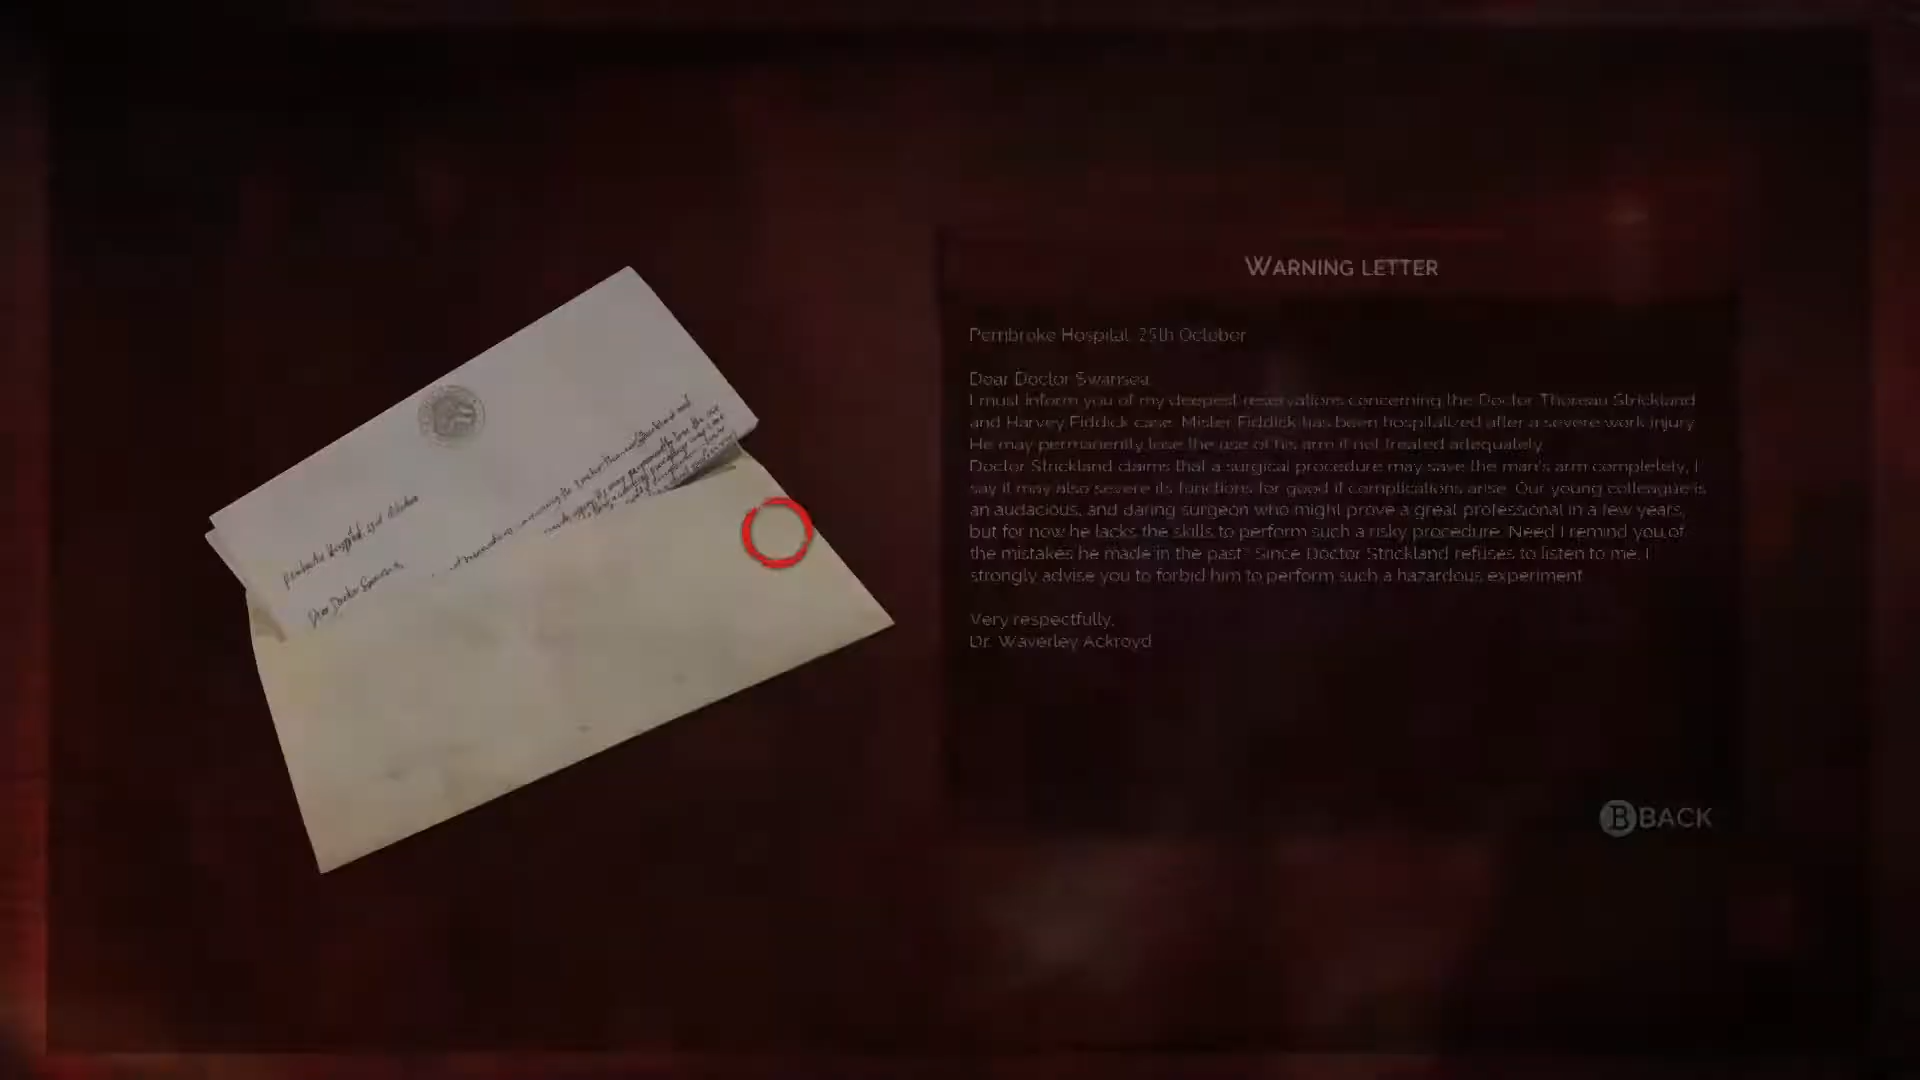 WARNING LETTER
Pembroke Hospital, 25th October
Dear Doctor Swansea,
I must inform you of my deepest reservations concerning the Doctor Thoreau Strickland
and Harvey Fiddick case. Mister Fiddick has been hospitalized after a severe work injury.
He may permanently lose the use of his arm if not treated adequately.
Doctor Strickland claims that a surgical procedure may save the man's arm completely, I
say it may also severe its functions for good if complications arise. Our young colleague is
an audacious, and daring surgeon who might prove a great professional in a few years,
but for now he lacks the skills to perform such a risky procedure. Need I remind you of
the mistakes he made in the past? Since Doctor Strickland refuses to listen to me, I
strongly advise you to forbid him to perform such a hazardous experiment.
Very respectfully,
Dr. Waverley Ackroyd
B BACK
Pembroke Hospital, 25th October
Dear Doctor Swansea,